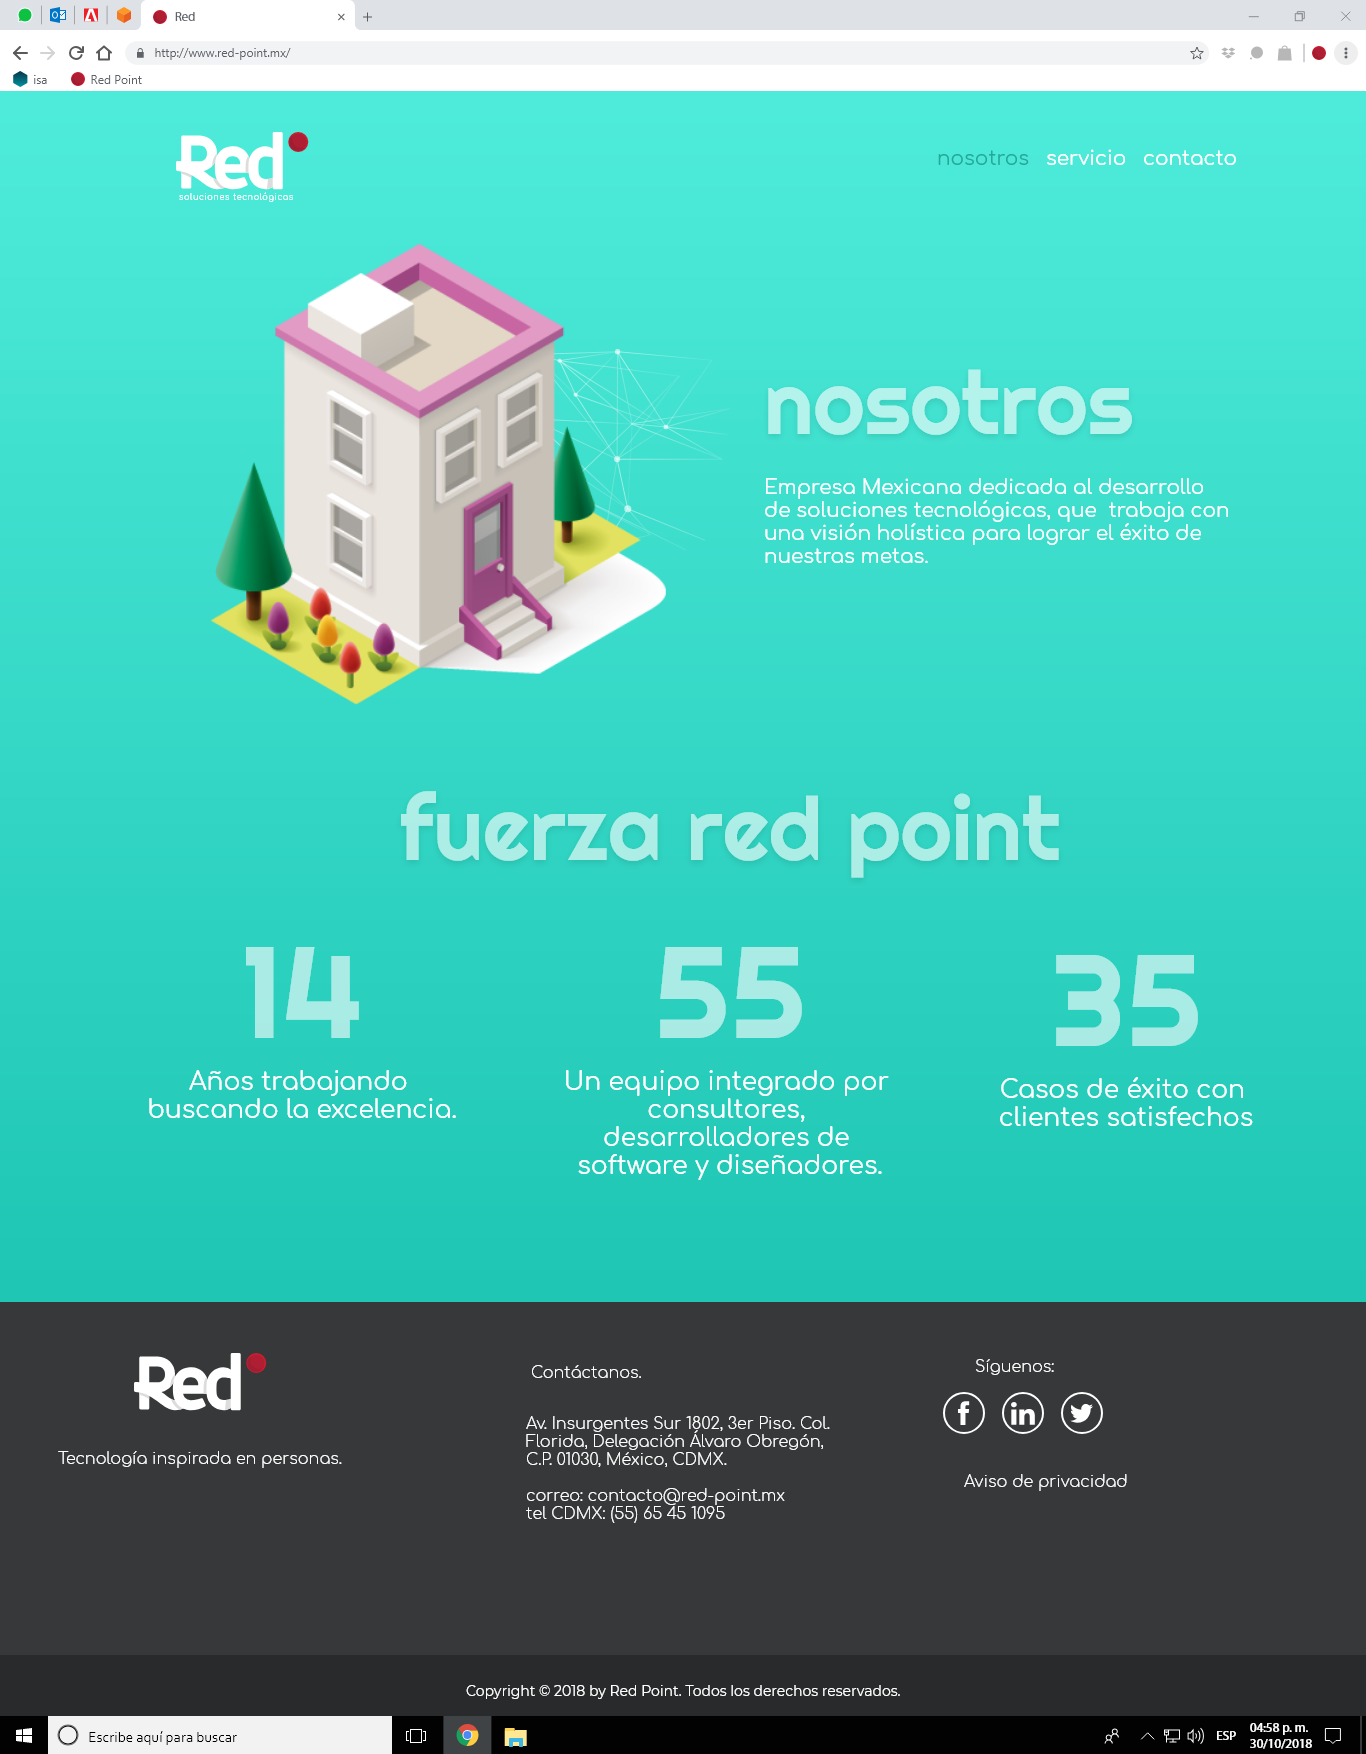 Red
http://www.red-point.mx/
isa
Red Point
Red
soluciones tecnológicas
nosotros servicio contacto
nosotros
Empresa Mexicana dedicada al desarrollo
de soluciones tecnológicas, que trabaja con
una visión holística para lograr el éxito de
nuestras metas.
fuerza red point
14
Años trabajando
buscando la excelencia.
55
Un equipo integrado por
consultores,
desarrolladores de
software y diseñadores.
35
Casos de éxito con
clientes satisfechos
Red
Tecnología inspirada en personas.
Contáctanos.
Av. Insurgentes Sur 1802, 3er Piso. Col.
Florida, Delegación Álvaro Obregón,
C.P. 01030, México, CDMX.
correo: contacto@red-point.mx
tel CDMX: (55) 65 45 1095
Síguenos:
Aviso de privacidad
Copyright © 2018 by Red Point. Todos los derechos reservados.
Escribe aquí para buscar
ESP
04:58 p. m.
30/10/2018